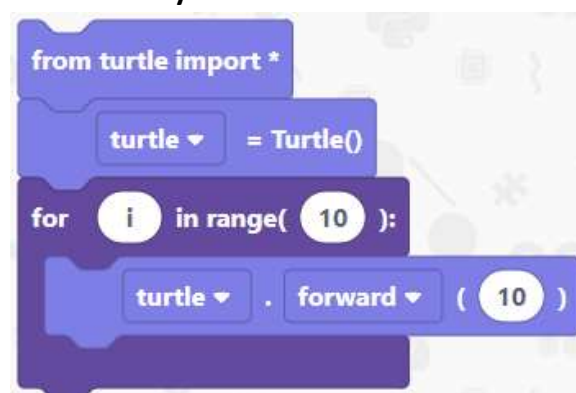 from turtle import *
turtle = Turtle()
for i in range( 10 ):
turtle . forward ( 10 )